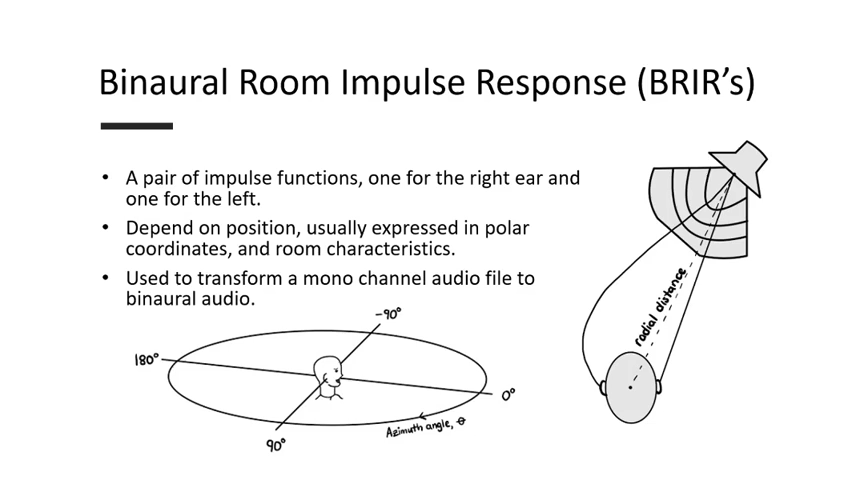 Binaural Room Impulse Response (BRIR's)
• A pair of impulse functions, one for the right ear and
one for the left.
• Depend on position, usually expressed in polar
coordinates, and room characteristics.
• Used to transform a mono channel audio file to
binaural audio.
radial distance
-90°
180°
0°
Azimuth angle, θ
90°